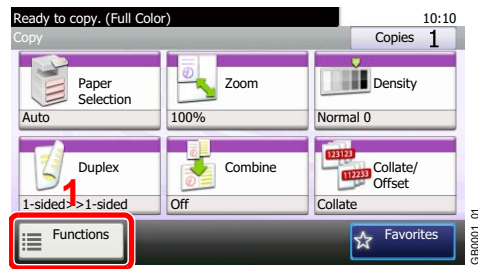 Ready to copy. (Full Color) 10:10
Copy Copies 1
Paper Selection
Zoom
Density
Auto 100% Normal 0
Duplex
Combine
123123
112233
Collate/ Offset
1
1-sided>>1-sided Off Collate
Functions Favorites
GB0001_01